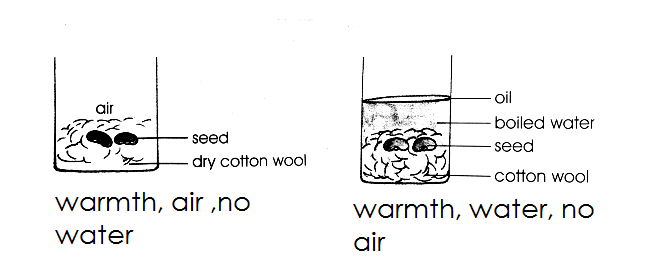 air
seed
dry cotton wool
warmth, air ,no
water
oil
boiled water
seed
cotton wool
warmth, water, no
air